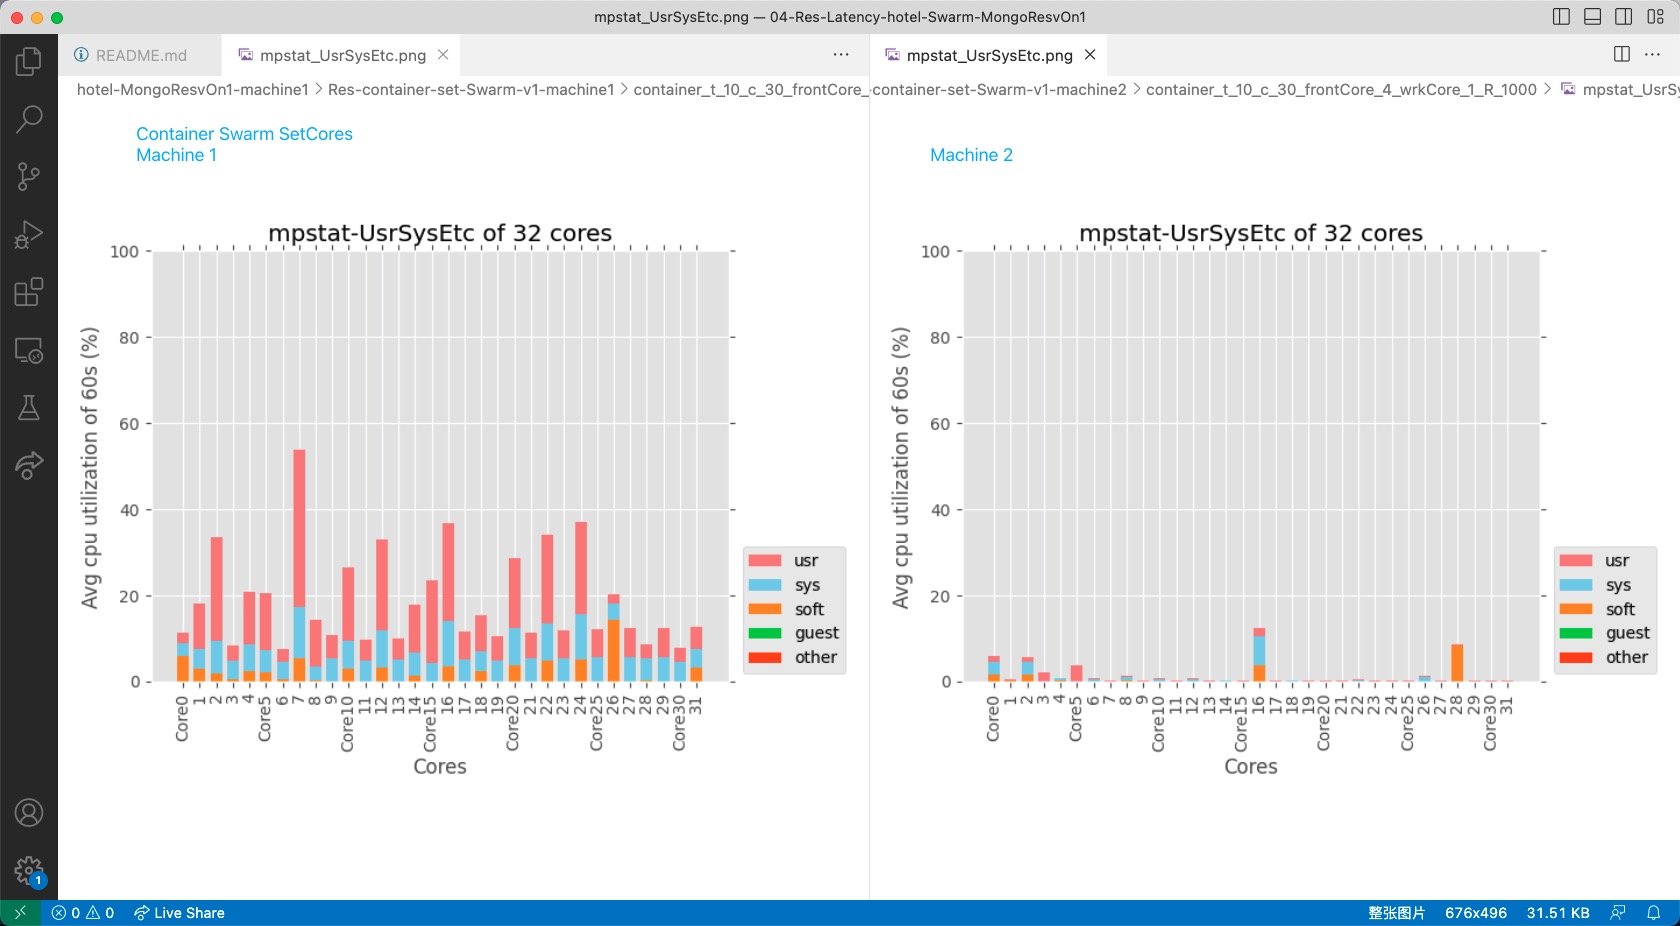 mpstat_UsrSysEtc.png — 04-Res-Latency-hotel-Swarm-MongoResvOn1
README.md
mpstat_UsrSysEtc.png
mpstat_UsrSysEtc.png
hotel-MongoResvOn1-machine1 > Res-container-set-Swarm-v1-machine1 > container_t_10_c_30_frontCore_
-container-set-Swarm-v1-machine2 > container_t_10_c_30_frontCore_4_wrkCore_1_R_1000 > mpstat_UsrSy
Container Swarm SetCores
Machine 1
mpstat-UsrSysEtc of 32 cores
100
80
60
40
20
0
Avg cpu utilization of 60s (%)
Core0
1
2
3
4
Core5
6
7
8
9
Core10
11
12
13
14
Core15
16
17
18
19
Core20
21
22
23
24
Core25
26
27
28
29
Core30
31
Cores
usr
sys
soft
guest
other
Machine 2
mpstat-UsrSysEtc of 32 cores
100
80
60
40
20
0
Avg cpu utilization of 60s (%)
Core0
1
2
3
4
Core5
6
7
8
9
Core10
11
12
13
14
Core15
16
17
18
19
Core20
21
22
23
24
Core25
26
27
28
29
Core30
31
Cores
usr
sys
soft
guest
other
1
0 0 Live Share
整张图片 676x496 31.51 KB